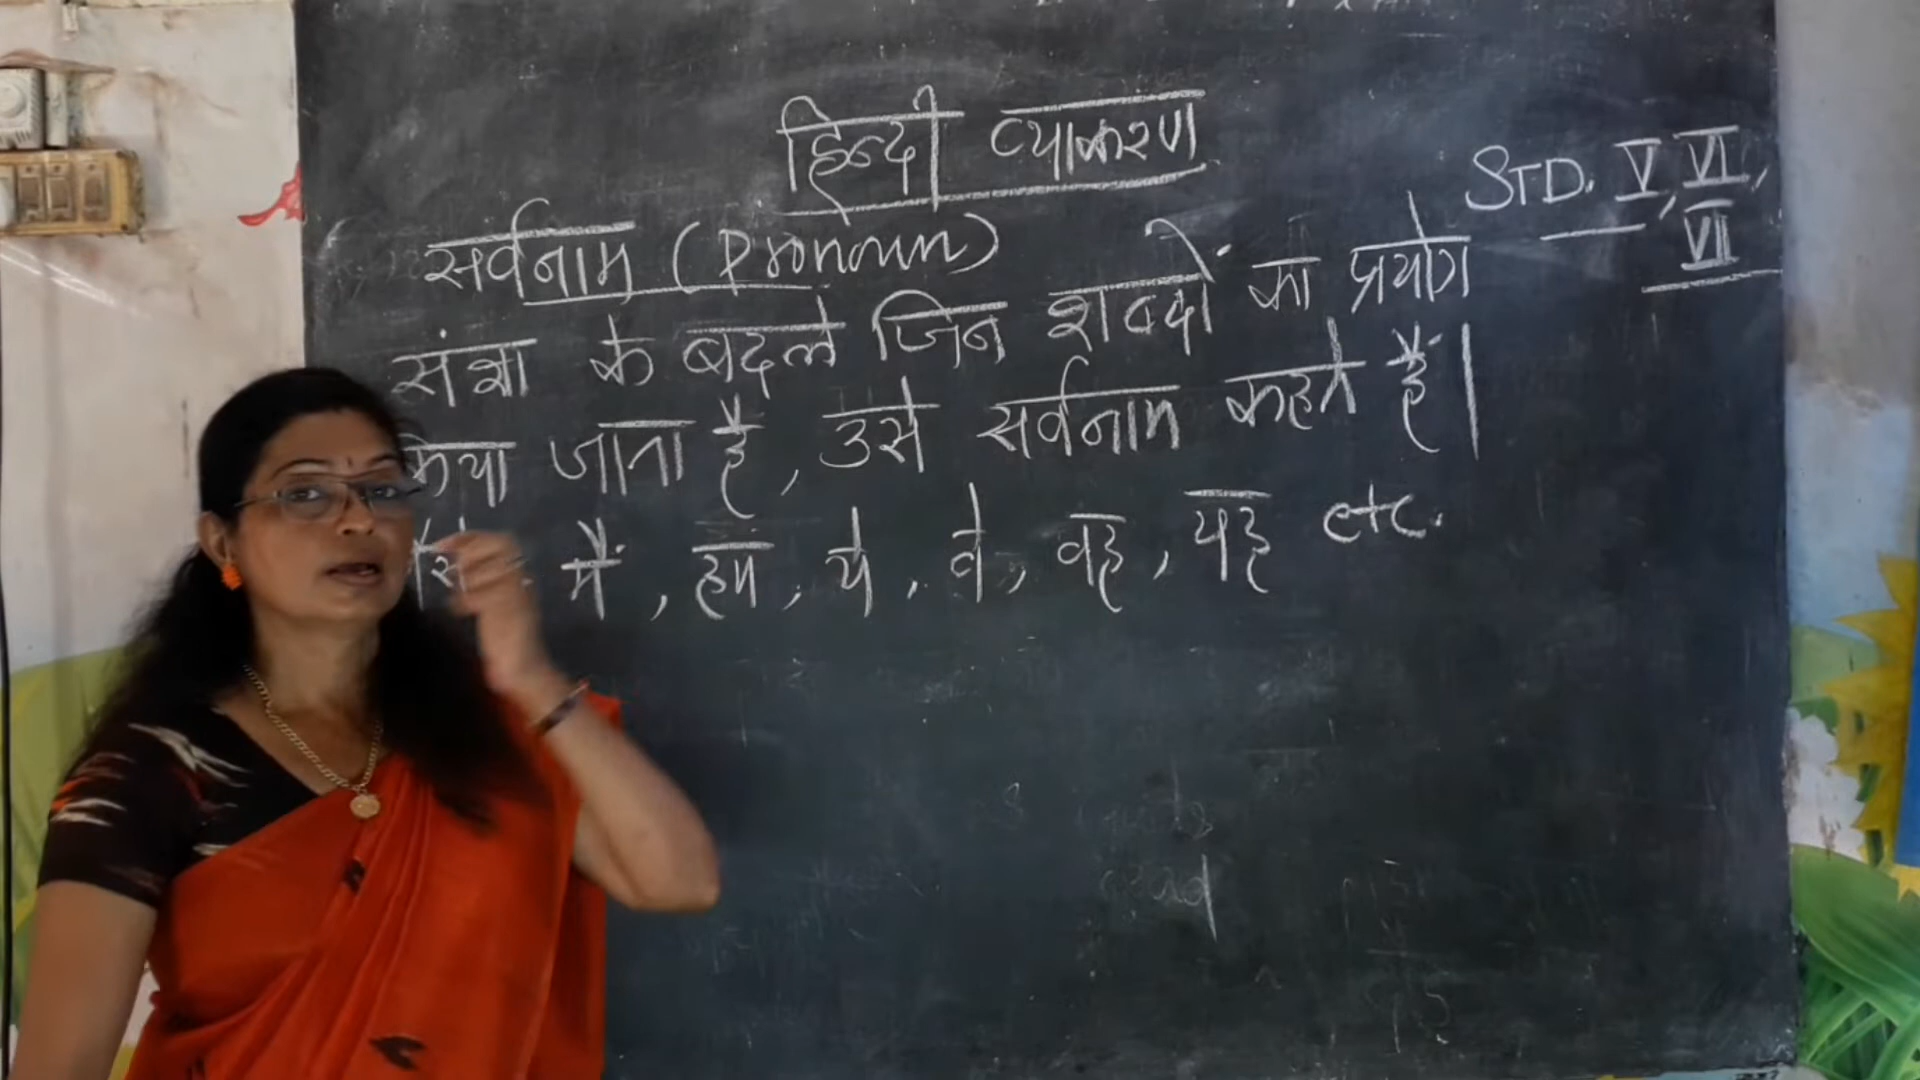 हिन्दी व्याकरण
STD. V, VI,
VII
सर्वनाम (Pronoun)
संज्ञा के बदले जिन शब्दों का प्रयोग
किया जाता है, उसे सर्वनाम कहते हैं।
जैसे : मैं, हम, ये, वे, वह, यह etc.